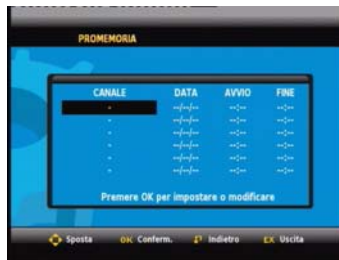 PROMEMORIA
CANALE DATA AVVIO FINE
- --/--/-- --:-- --:--
- --/--/-- --:-- --:--
- --/--/-- --:-- --:--
- --/--/-- --:-- --:--
- --/--/-- --:-- --:--
- --/--/-- --:-- --:--
Premere OK per impostare o modificare
Sposta OK Conferm. Indietro EX Uscita